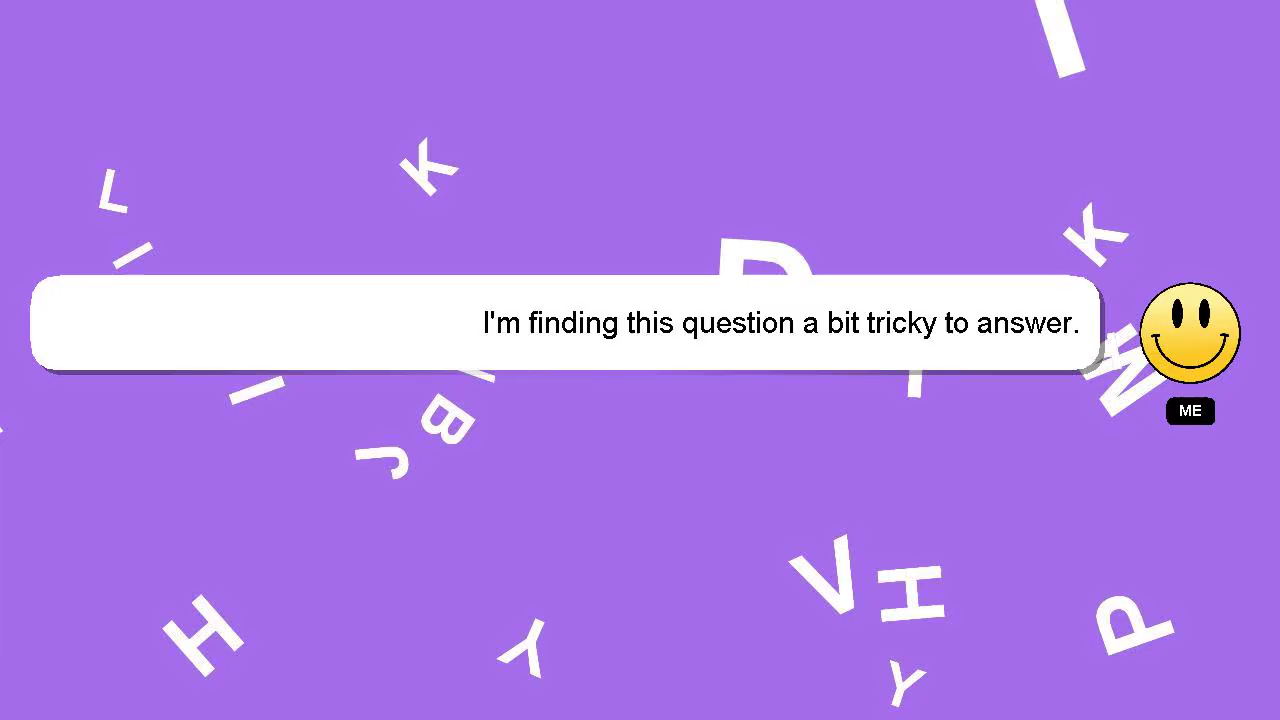 I
K
L
K
I
D
I'm finding this question a bit tricky to answer.
M
ME
I
B
J
V
H
H
P
Y
Y